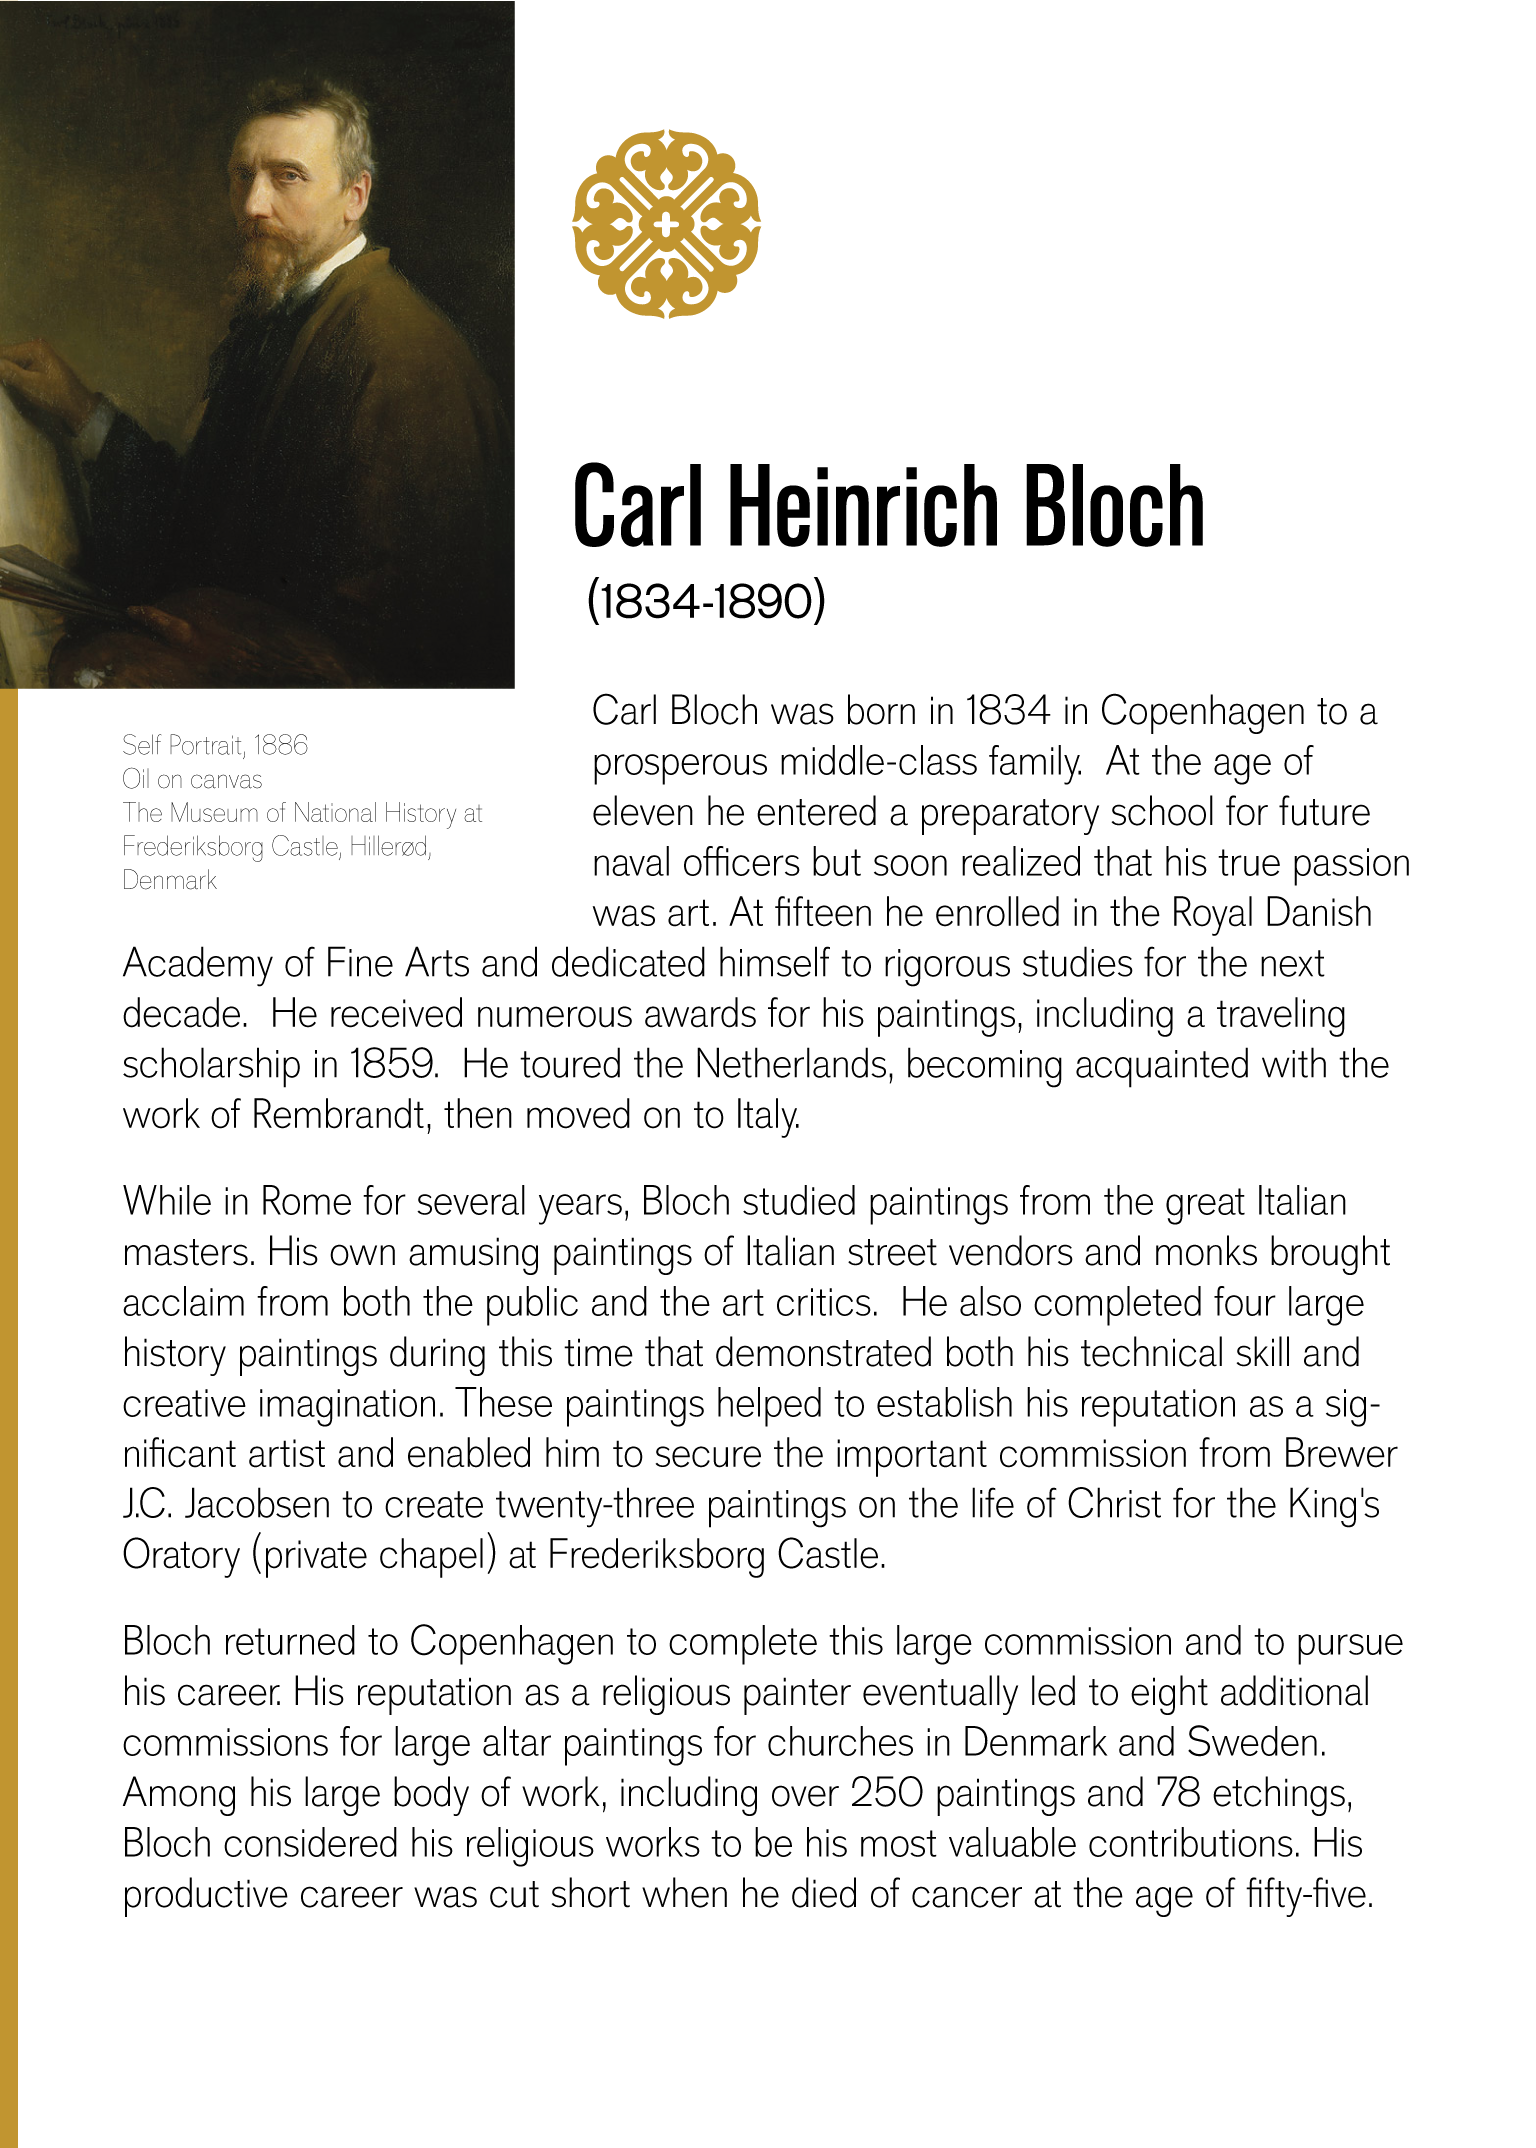 Carl Heinrich Bloch
(1834-1890)
Self Portrait, 1886
Oil on canvas
The Museum of National History at
Frederiksborg Castle, Hillerød,
Denmark
Carl Bloch was born in 1834 in Copenhagen to a
prosperous middle-class family.  At the age of
eleven he entered a preparatory school for future
naval officers but soon realized that his true passion
was art. At fifteen he enrolled in the Royal Danish
Academy of Fine Arts and dedicated himself to rigorous studies for the next
decade.  He received numerous awards for his paintings, including a traveling
scholarship in 1859.  He toured the Netherlands, becoming acquainted with the
work of Rembrandt, then moved on to Italy.
While in Rome for several years, Bloch studied paintings from the great Italian
masters. His own amusing paintings of Italian street vendors and monks brought
acclaim from both the public and the art critics.  He also completed four large
history paintings during this time that demonstrated both his technical skill and
creative imagination. These paintings helped to establish his reputation as a sig-
nificant artist and enabled him to secure the important commission from Brewer
J.C. Jacobsen to create twenty-three paintings on the life of Christ for the King's
Oratory (private chapel) at Frederiksborg Castle.
Bloch returned to Copenhagen to complete this large commission and to pursue
his career. His reputation as a religious painter eventually led to eight additional
commissions for large altar paintings for churches in Denmark and Sweden.
Among his large body of work, including over 250 paintings and 78 etchings,
Bloch considered his religious works to be his most valuable contributions. His
productive career was cut short when he died of cancer at the age of fifty-five.